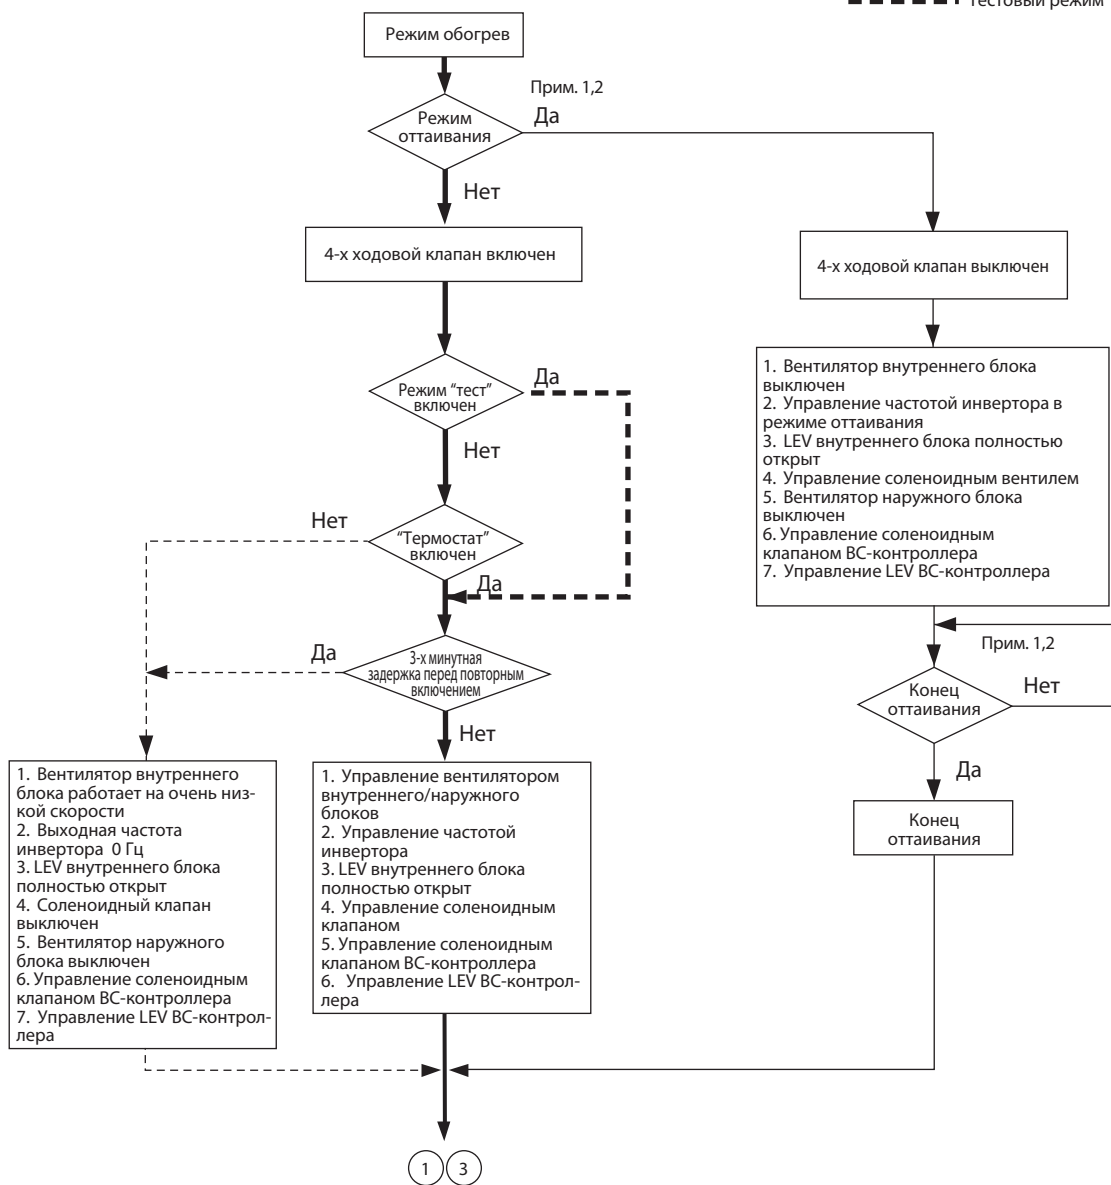 Тестовый режим
Режим обогрев
Прим. 1,2
Режим
оттаивания
Да
Нет
4-х ходовой клапан включен
4-х ходовой клапан выключен
Режим “тест”
включен
Да
Нет
1. Вентилятор внутреннего блока
выключен
2. Управление частотой инвертора в
режиме оттаивания
3. LEV внутреннего блока полностью
открыт
4. Управление соленоидным вентилем
5. Вентилятор наружного блока
выключен
6. Управление соленоидным
клапаном BC-контроллера
7. Управление LEV BC-контроллера
Нет
“Термостат”
включен
Да
Да
3-х минутная
задержка перед повторным
включением
Нет
Прим. 1,2
Конец
оттаивания
Нет
Да
Конец
оттаивания
1. Вентилятор внутреннего
блока работает на очень низ-
кой скорости
2. Выходная частота
инвертора 0 Гц
3. LEV внутреннего блока
полностью открыт
4. Соленоидный клапан
выключен
5. Вентилятор наружного
блока выключен
6. Управление соленоидным
клапаном BC-контроллера
7. Управление LEV BC-контрол-
лера
1. Управление вентилятором
внутреннего/наружного
блоков
2. Управление частотой
инвертора
3. LEV внутреннего блока
полностью открыт
4. Управление соленоидным
клапаном
5. Управление соленоидным
клапаном BC-контроллера
6. Управление LEV BC-контрол-
лера
1 3